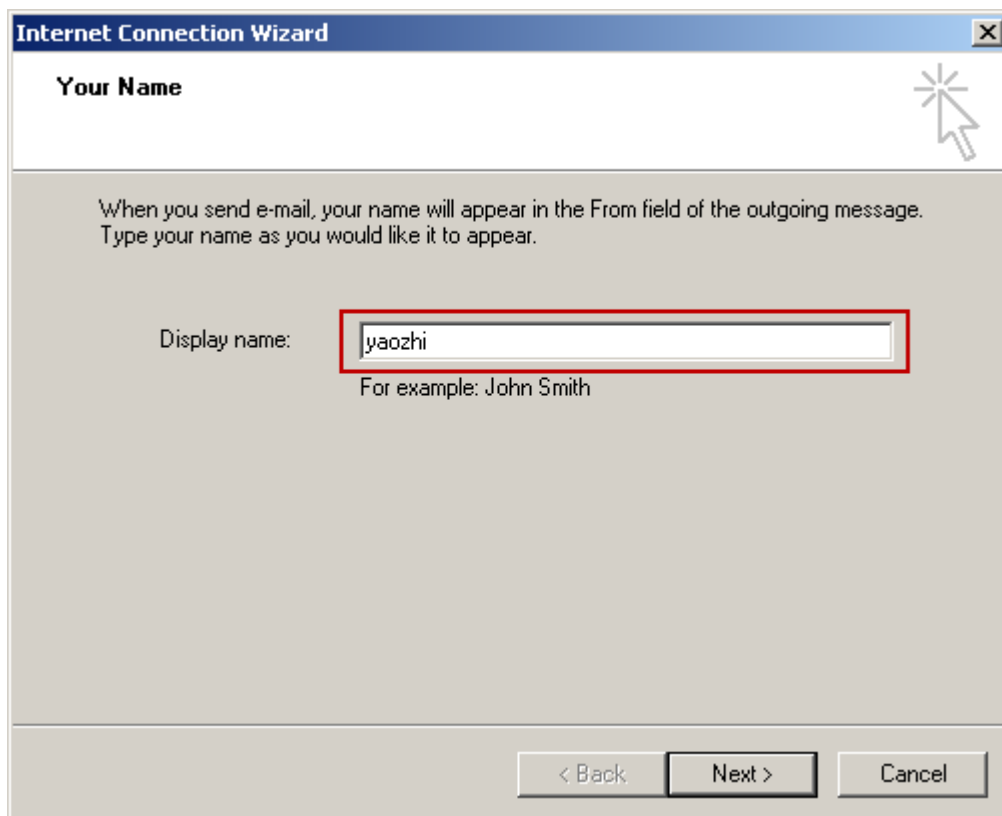 Internet Connection Wizard
Your Name
When you send e-mail, your name will appear in the From field of the outgoing message.
Type your name as you would like it to appear.
Display name: yaozhi
For example: John Smith
< Back Next > Cancel